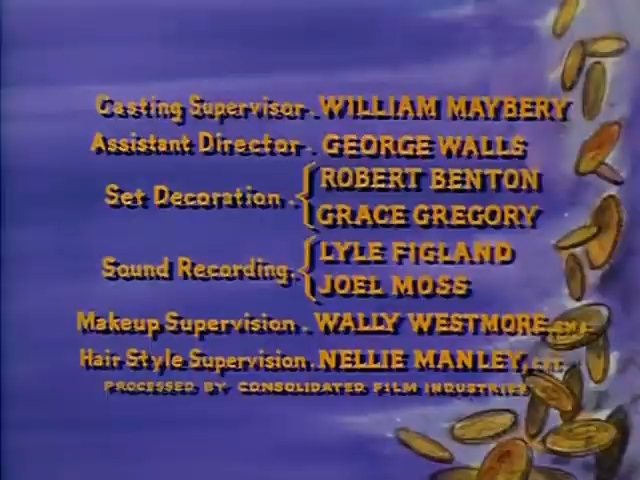 Casting Supervisor . WILLIAM MAYBERY
Assistant Director . GEORGE WALLS
Set Decoration . { ROBERT BENTON
GRACE GREGORY
Sound Recording . { LYLE FIGLAND
JOEL MOSS
Makeup Supervision . WALLY WESTMORE,
Hair Style Supervision . NELLIE MANLEY,
PROCESSED BY CONSOLIDATED FILM INDUSTRIES